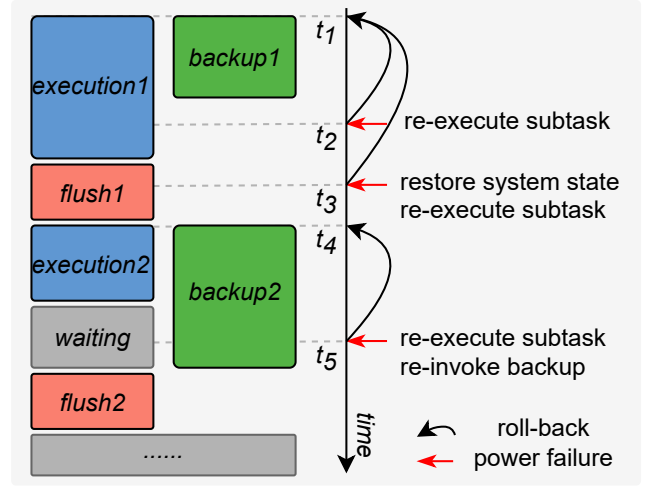 execution1
backup1
t1
t2
re-execute subtask
flush1
t3
restore system state
re-execute subtask
t4
execution2
backup2
waiting
t5
re-execute subtask
re-invoke backup
flush2
time
roll-back
power failure
......